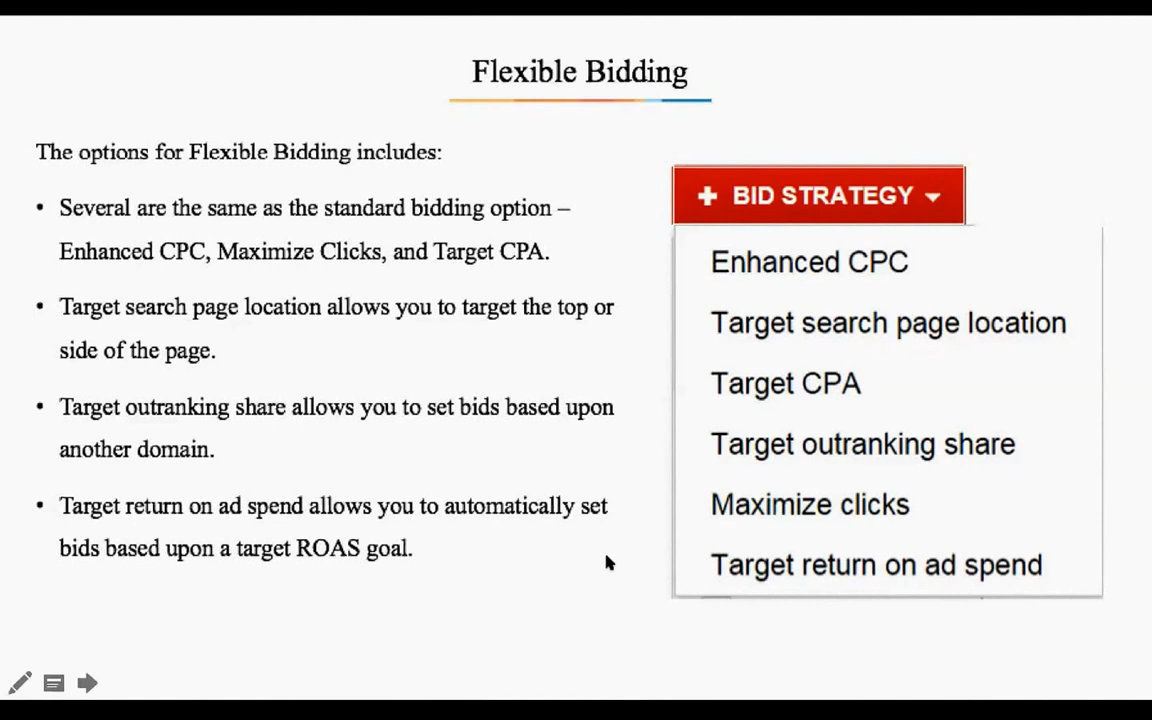 Flexible Bidding
The options for Flexible Bidding includes:
• Several are the same as the standard bidding option –
Enhanced CPC, Maximize Clicks, and Target CPA.
• Target search page location allows you to target the top or
side of the page.
• Target outranking share allows you to set bids based upon
another domain.
• Target return on ad spend allows you to automatically set
bids based upon a target ROAS goal.
+ BID STRATEGY
Enhanced CPC
Target search page location
Target CPA
Target outranking share
Maximize clicks
Target return on ad spend